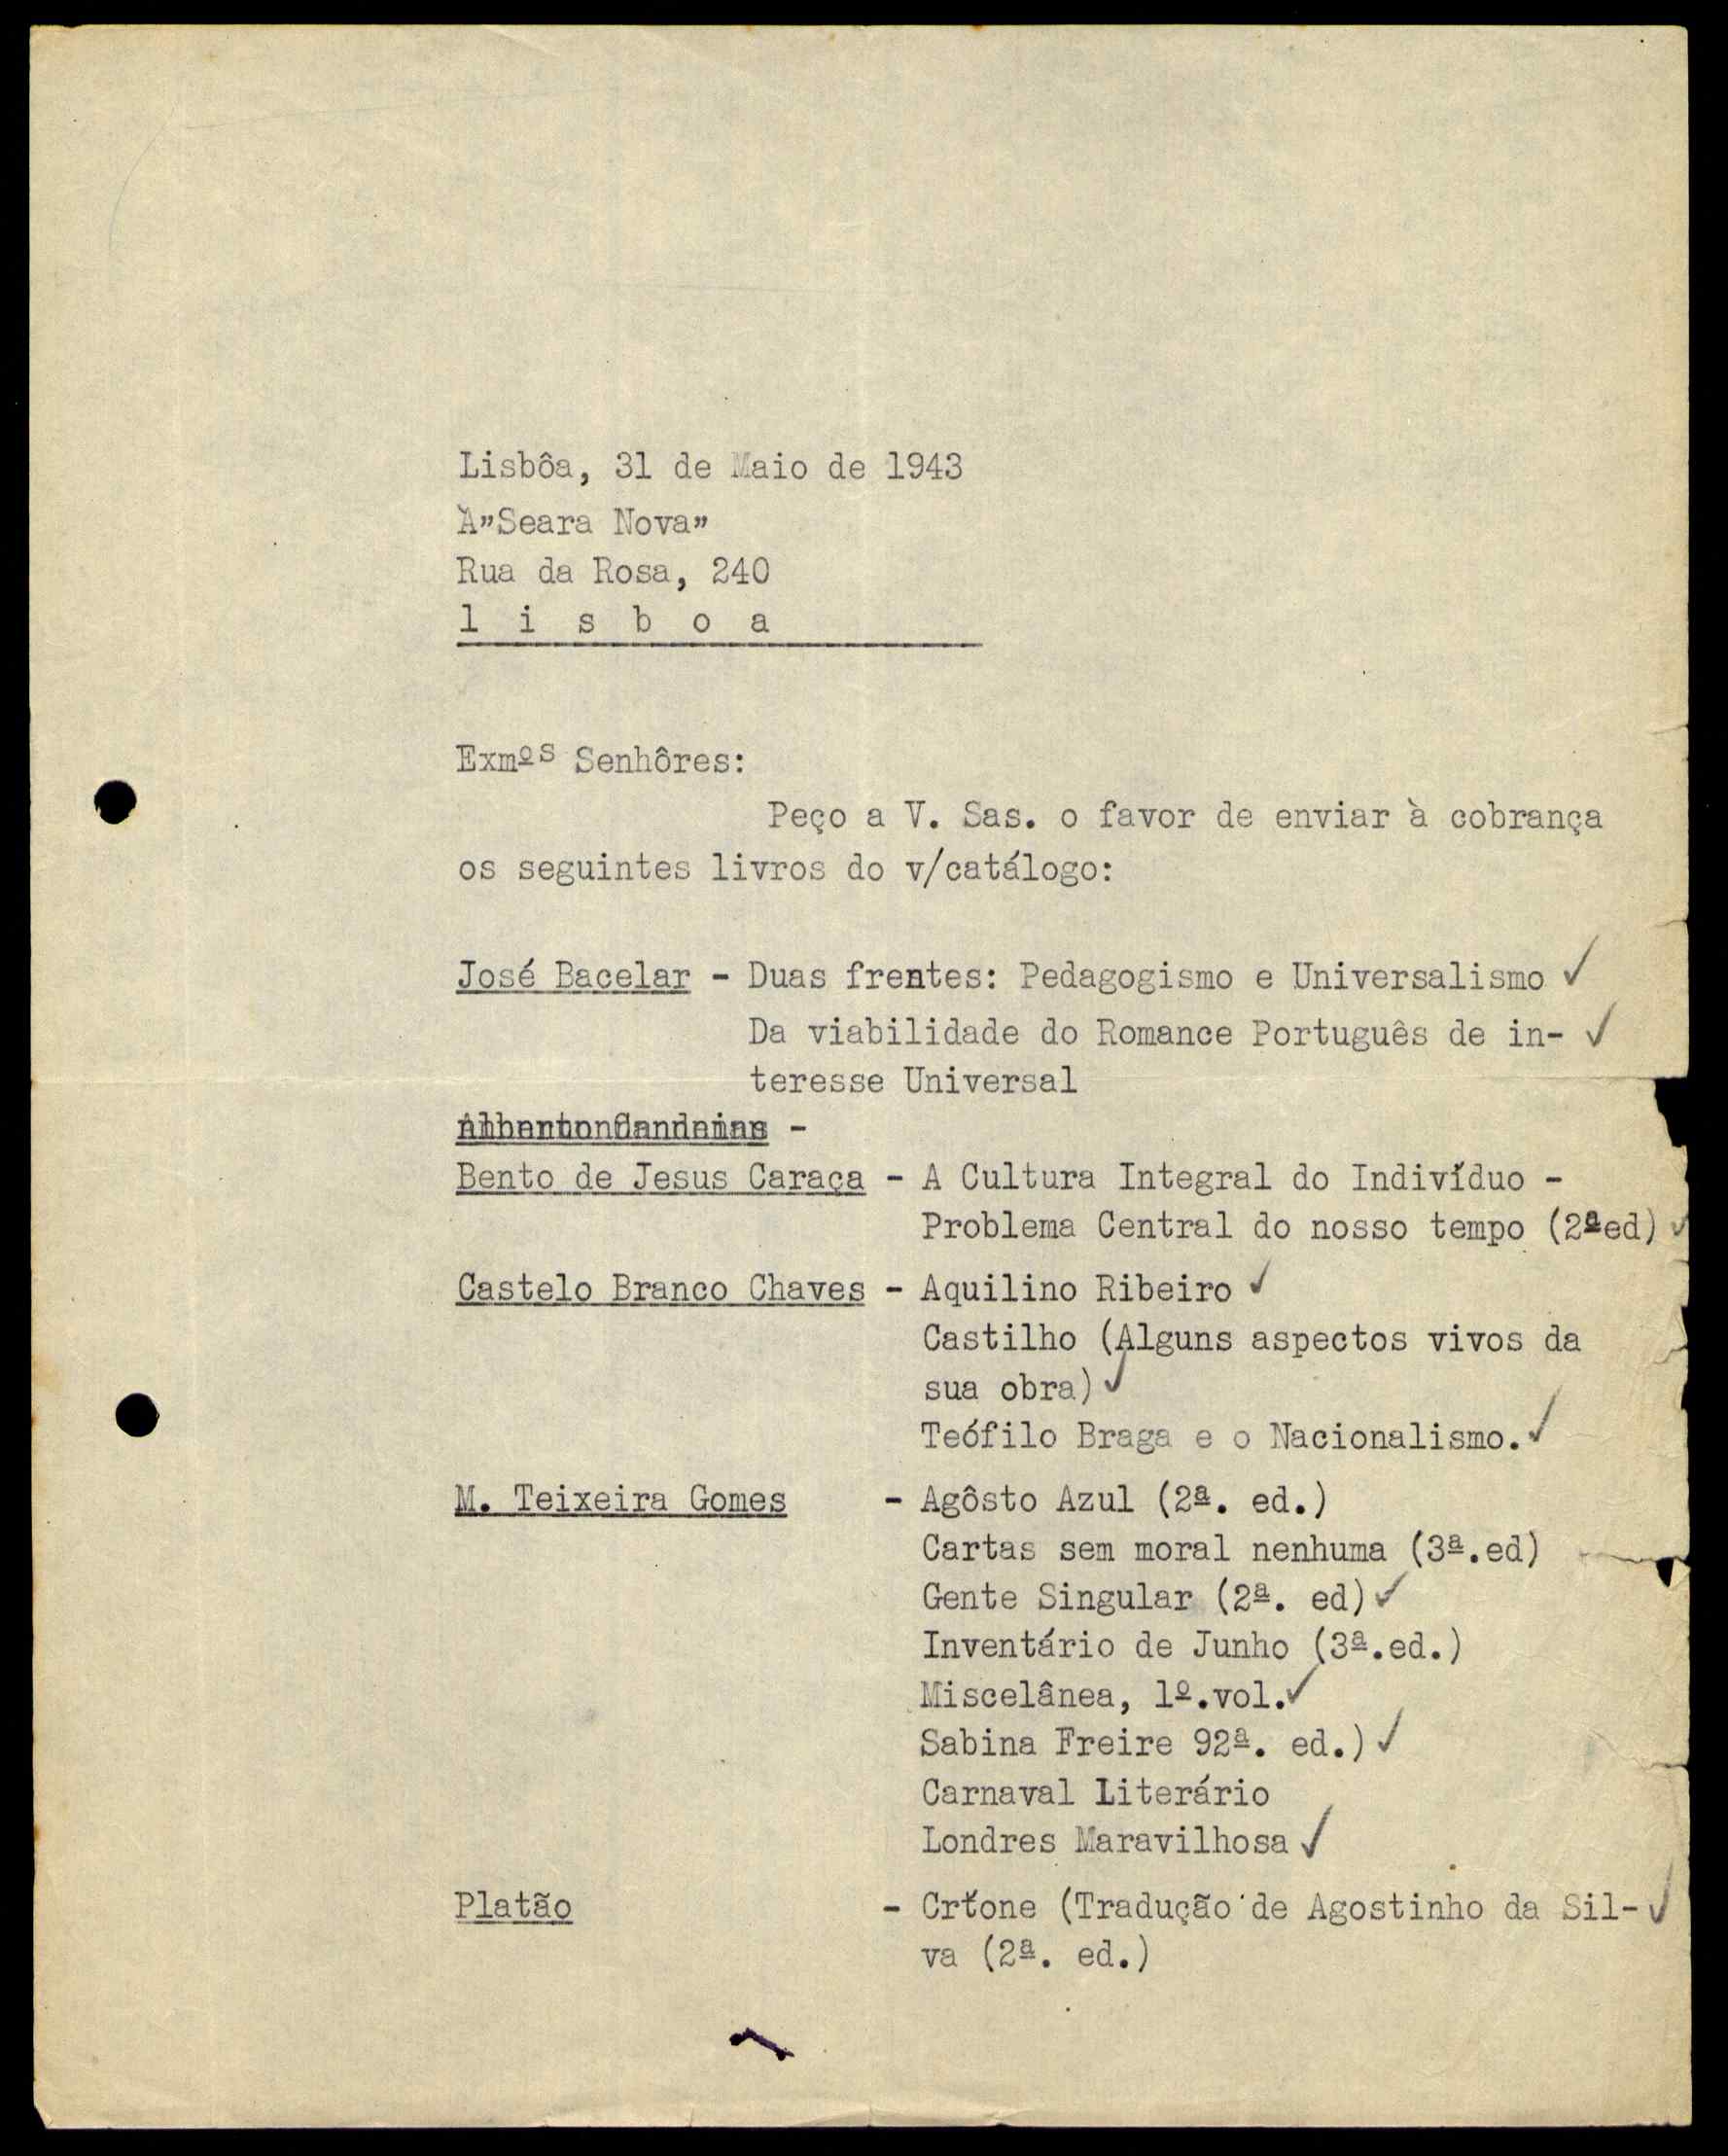 Lisbôa, 31 de Maio de 1943
À"Seara Nova"
Rua da Rosa, 240
l i s b o a
Exmºs Senhôres:
Peço a V. Sas. o favor de enviar à cobrança
os seguintes livros do v/catálogo:
José Bacelar - Duas frentes: Pedagogismo e Universalismo ✓
Da viabilidade do Romance Português de in- ✓
teresse Universal
-
Bento de Jesus Caraça - A Cultura Integral do Indivíduo -
Problema Central do nosso tempo (2ªed) ✓
Castelo Branco Chaves - Aquilino Ribeiro ✓
Castilho (Alguns aspectos vivos da
sua obra) ✓
Teófilo Braga e o Nacionalismo. ✓
M. Teixeira Gomes - Agôsto Azul (2ª. ed.)
Cartas sem moral nenhuma (3ª.ed)
Gente Singular (2ª. ed) ✓
Inventário de Junho (3ª.ed.)
Miscelânea, 1º.vol. ✓
Sabina Freire 92ª. ed.) ✓
Carnaval Literário
Londres Maravilhosa ✓
Platão - Crtone (Tradução de Agostinho da Sil- ✓
va (2ª. ed.)